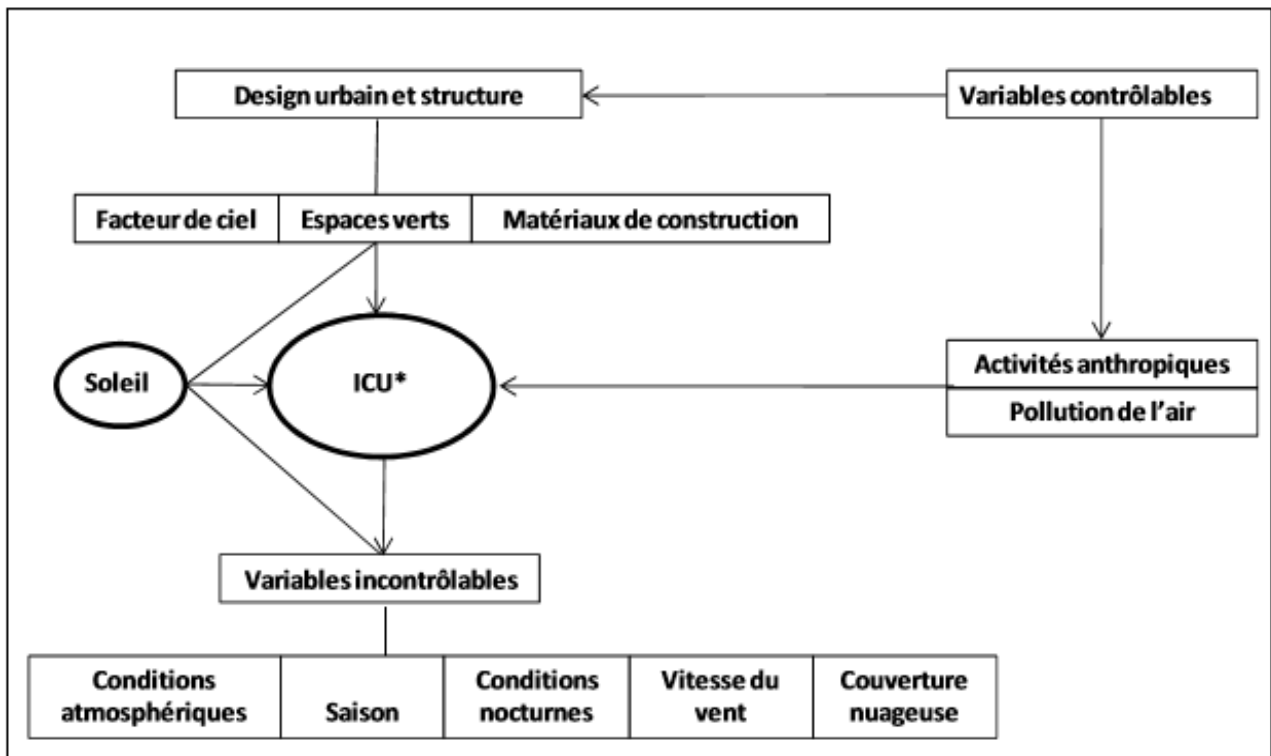 Design urbain et structure
Variables contrôlables
Facteur de ciel
Espaces verts
Matériaux de construction
Soleil
ICU*
Activités anthropiques
Pollution de l’air
Variables incontrôlables
Conditions
atmosphériques
Saison
Conditions
nocturnes
Vitesse du
vent
Couverture
nuageuse